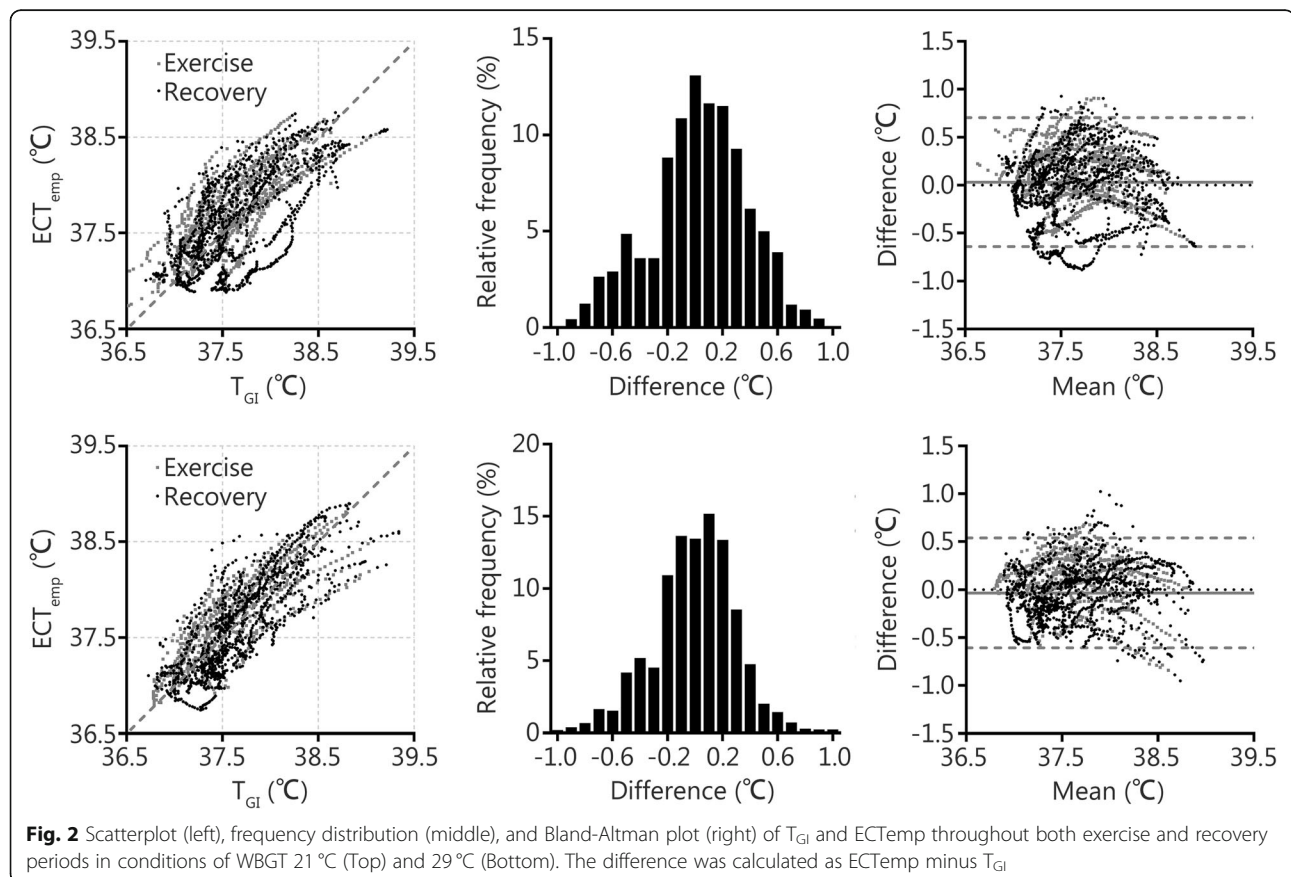 39.5
Exercise
Recovery
38.5
37.5
36.5
ECTemp (℃)
36.5 37.5 38.5 39.5
TGI (℃)
15
10
5
0
Relative frequency (%)
-1.0 -0.6 -0.2 0.2 0.6 1.0
Difference (℃)
1.5
1.0
0.5
0.0
-0.5
-1.0
-1.5
Difference (℃)
36.5 37.5 38.5 39.5
Mean (℃)
39.5
Exercise
Recovery
38.5
37.5
36.5
ECTemp (℃)
36.5 37.5 38.5 39.5
TGI (℃)
20
15
10
5
0
Relative frequency (%)
-1.0 -0.6 -0.2 0.2 0.6 1.0
Difference (℃)
1.5
1.0
0.5
0.0
-0.5
-1.0
-1.5
Difference (℃)
36.5 37.5 38.5 39.5
Mean (℃)
Fig. 2 Scatterplot (left), frequency distribution (middle), and Bland-Altman plot (right) of TGI and ECTemp throughout both exercise and recovery
periods in conditions of WBGT 21 °C (Top) and 29 °C (Bottom). The difference was calculated as ECTemp minus TGI